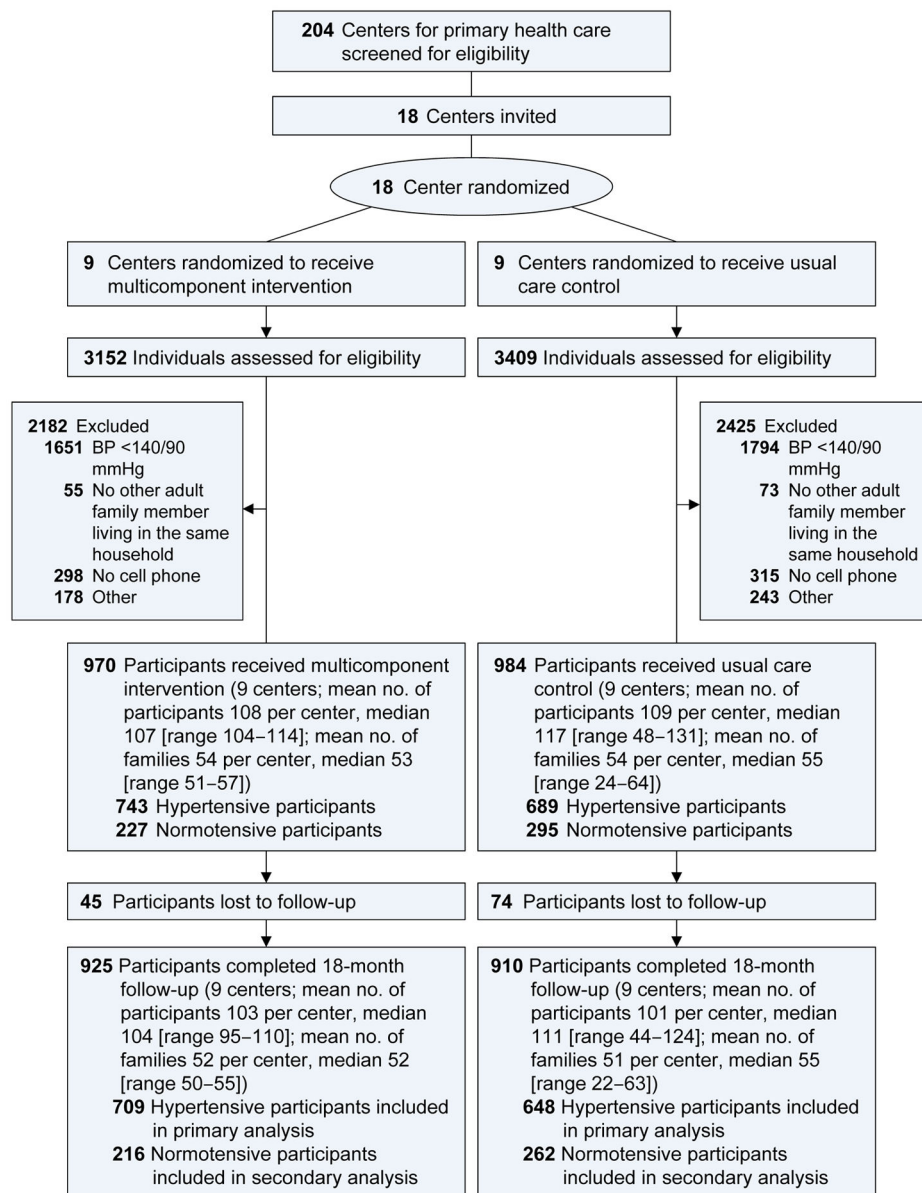 204 Centers for primary health care
screened for eligibility
18 Centers invited
18 Center randomized
9 Centers randomized to receive
multicomponent intervention
9 Centers randomized to receive usual
care control
3152 Individuals assessed for eligibility
3409 Individuals assessed for eligibility
2182 Excluded
1651 BP <140/90
mmHg
55 No other adult
family member
living in the same
household
298 No cell phone
178 Other
2425 Excluded
1794 BP <140/90
mmHg
73 No other adult
family member
living in the
same household
315 No cell phone
243 Other
970 Participants received multicomponent
intervention (9 centers; mean no. of
participants 108 per center, median
107 [range 104–114]; mean no. of
families 54 per center, median 53
[range 51–57])
743 Hypertensive participants
227 Normotensive participants
984 Participants received usual care
control (9 centers; mean no. of
participants 109 per center, median
117 [range 48–131]; mean no. of
families 54 per center, median 55
[range 24–64])
689 Hypertensive participants
295 Normotensive participants
45 Participants lost to follow-up
74 Participants lost to follow-up
925 Participants completed 18-month
follow-up (9 centers; mean no. of
participants 103 per center, median
104 [range 95–110]; mean no. of
families 52 per center, median 52
[range 50–55])
709 Hypertensive participants included
in primary analysis
216 Normotensive participants
included in secondary analysis
910 Participants completed 18-month
follow-up (9 centers; mean no. of
participants 101 per center, median
111 [range 44–124]; mean no. of
families 51 per center, median 55
[range 22–63])
648 Hypertensive participants included
in primary analysis
262 Normotensive participants
included in secondary analysis